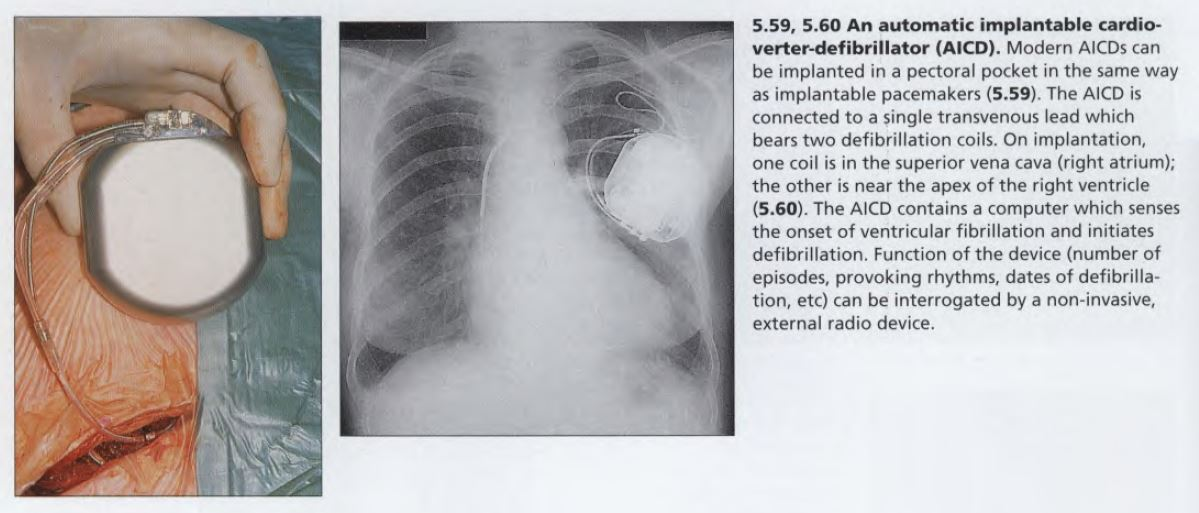 5.59, 5.60 An automatic implantable cardio-
verter-defibrillator (AICD). Modern AICDs can
be implanted in a pectoral pocket in the same way
as implantable pacemakers (5.59). The AICD is
connected to a single transvenous lead which
bears two defibrillation coils. On implantation,
one coil is in the superior vena cava (right atrium);
the other is near the apex of the right ventricle
(5.60). The AICD contains a computer which senses
the onset of ventricular fibrillation and initiates
defibrillation. Function of the device (number of
episodes, provoking rhythms, dates of defibrilla-
tion, etc) can be interrogated by a non-invasive,
external radio device.